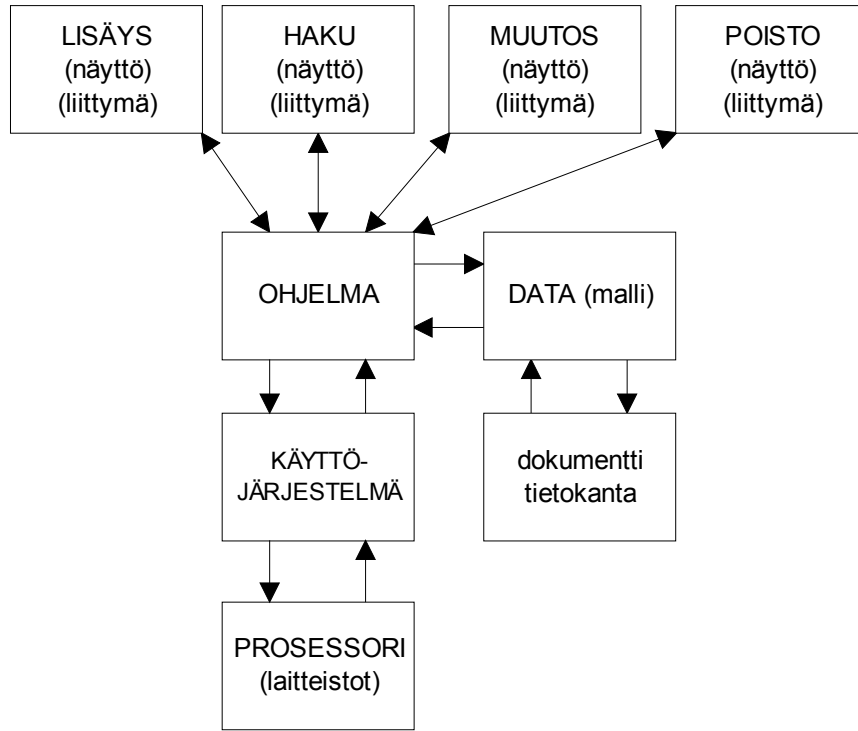 LISÄYS
(näyttö)
(liittymä)
HAKU
(näyttö)
(liittymä)
MUUTOS
(näyttö)
(liittymä)
POISTO
(näyttö)
(liittymä)
OHJELMA
DATA (malli)
KÄYTTÖ-
JÄRJESTELMÄ
dokumentti
tietokanta
PROSESSORI
(laitteistot)